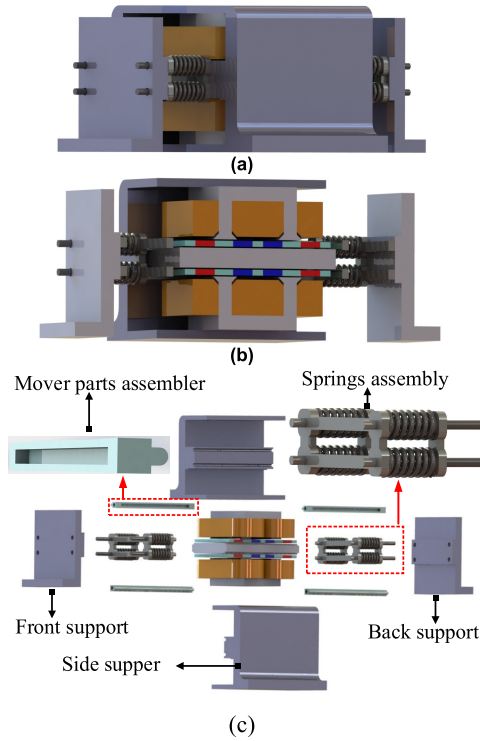 (a)
(b)
Mover parts assembler
Springs assembly
Front support
Back support
Side supper
(c)